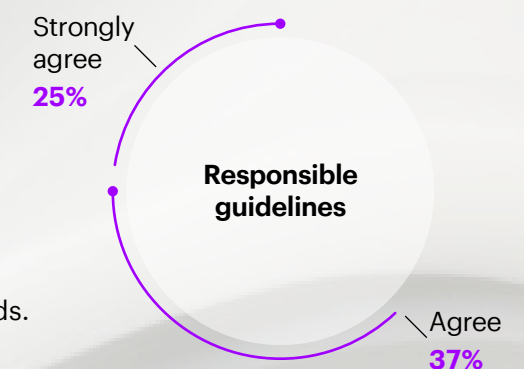 Strongly
agree
25%
Responsible
guidelines
ds.
Agree
37%